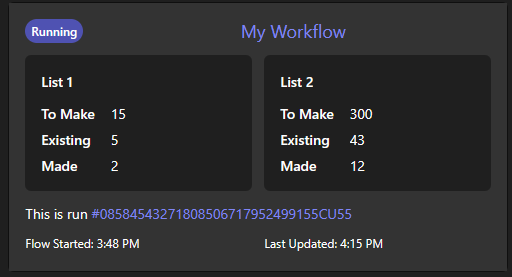 Running
My Workflow
List 1
To Make 15
Existing 5
Made 2
List 2
To Make 300
Existing 43
Made 12
This is run #08584543271808506717952499155CU55
Flow Started: 3:48 PM
Last Updated: 4:15 PM